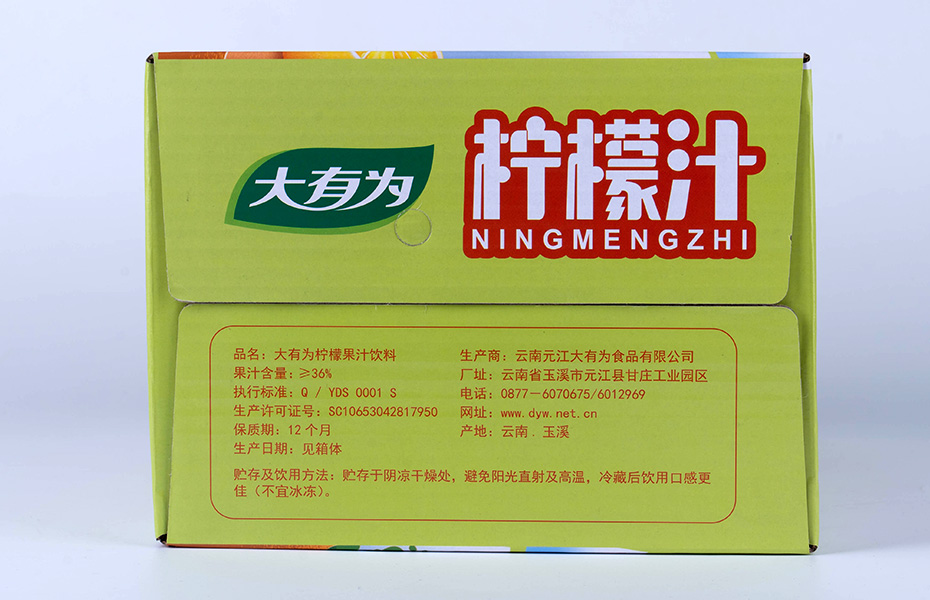 大有为
柠檬汁
NINGMENGZHI
品名：大有为柠檬果汁饮料
果汁含量：≥36%
执行标准：Q / YDS 0001 S
生产许可证号：SC10653042817950
保质期：12个月
生产日期：见箱体
生产商：云南元江大有为食品有限公司
厂址：云南省玉溪市元江县甘庄工业园区
电话：0877－6070675/6012969
网址：www.dyw.net.cn
产地：云南．玉溪
贮存及饮用方法：贮存于阴凉干燥处，避免阳光直射及高温，冷藏后饮用口感更
佳（不宜冰冻）。